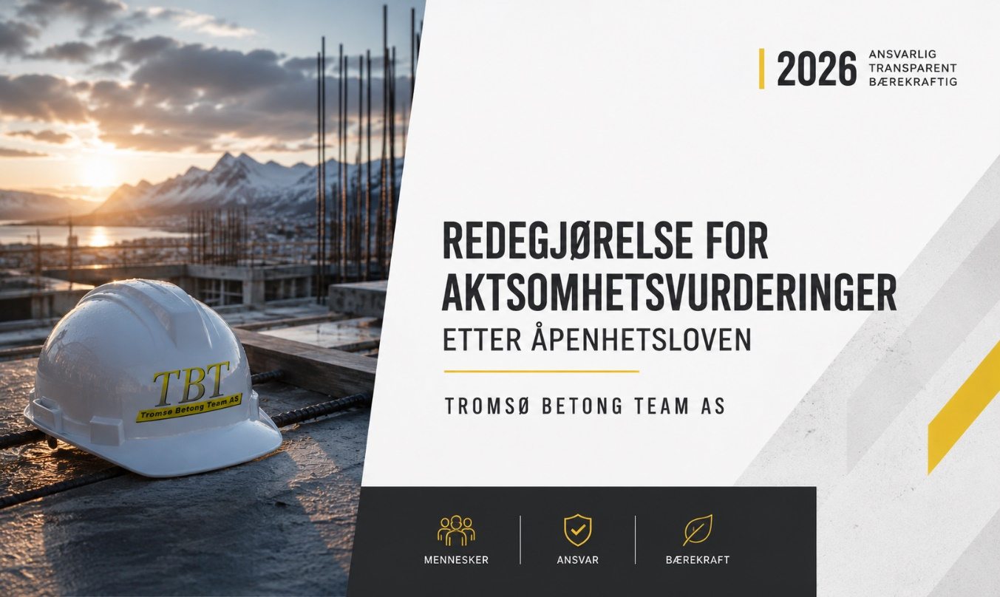 2026
ANSVARLIG
TRANSPARENT
BÆREKRAFTIG
REDEGJØRELSE FOR
AKTSOMHETSVURDERINGER
ETTER ÅPENHETSLOVEN
TROMSØ BETONG TEAM AS
TBT
Tromsø Betong Team AS
MENNESKER
ANSVAR
BÆREKRAFT